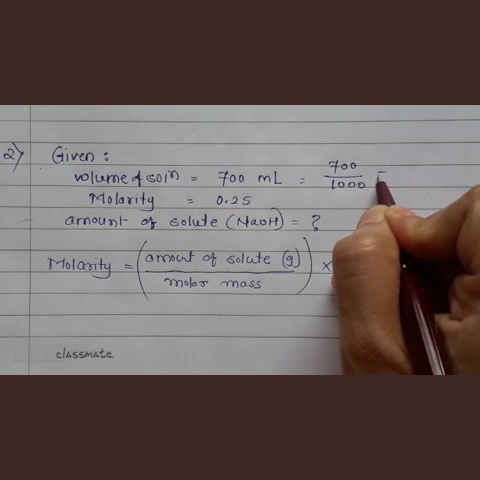 2) Given :
volume of soln = 700 mL = 700/1000 =
Molarity = 0.25
amount of solute (NaOH) = ?
Molarity = (amout of solute (g) / molar mass) ×
classmate